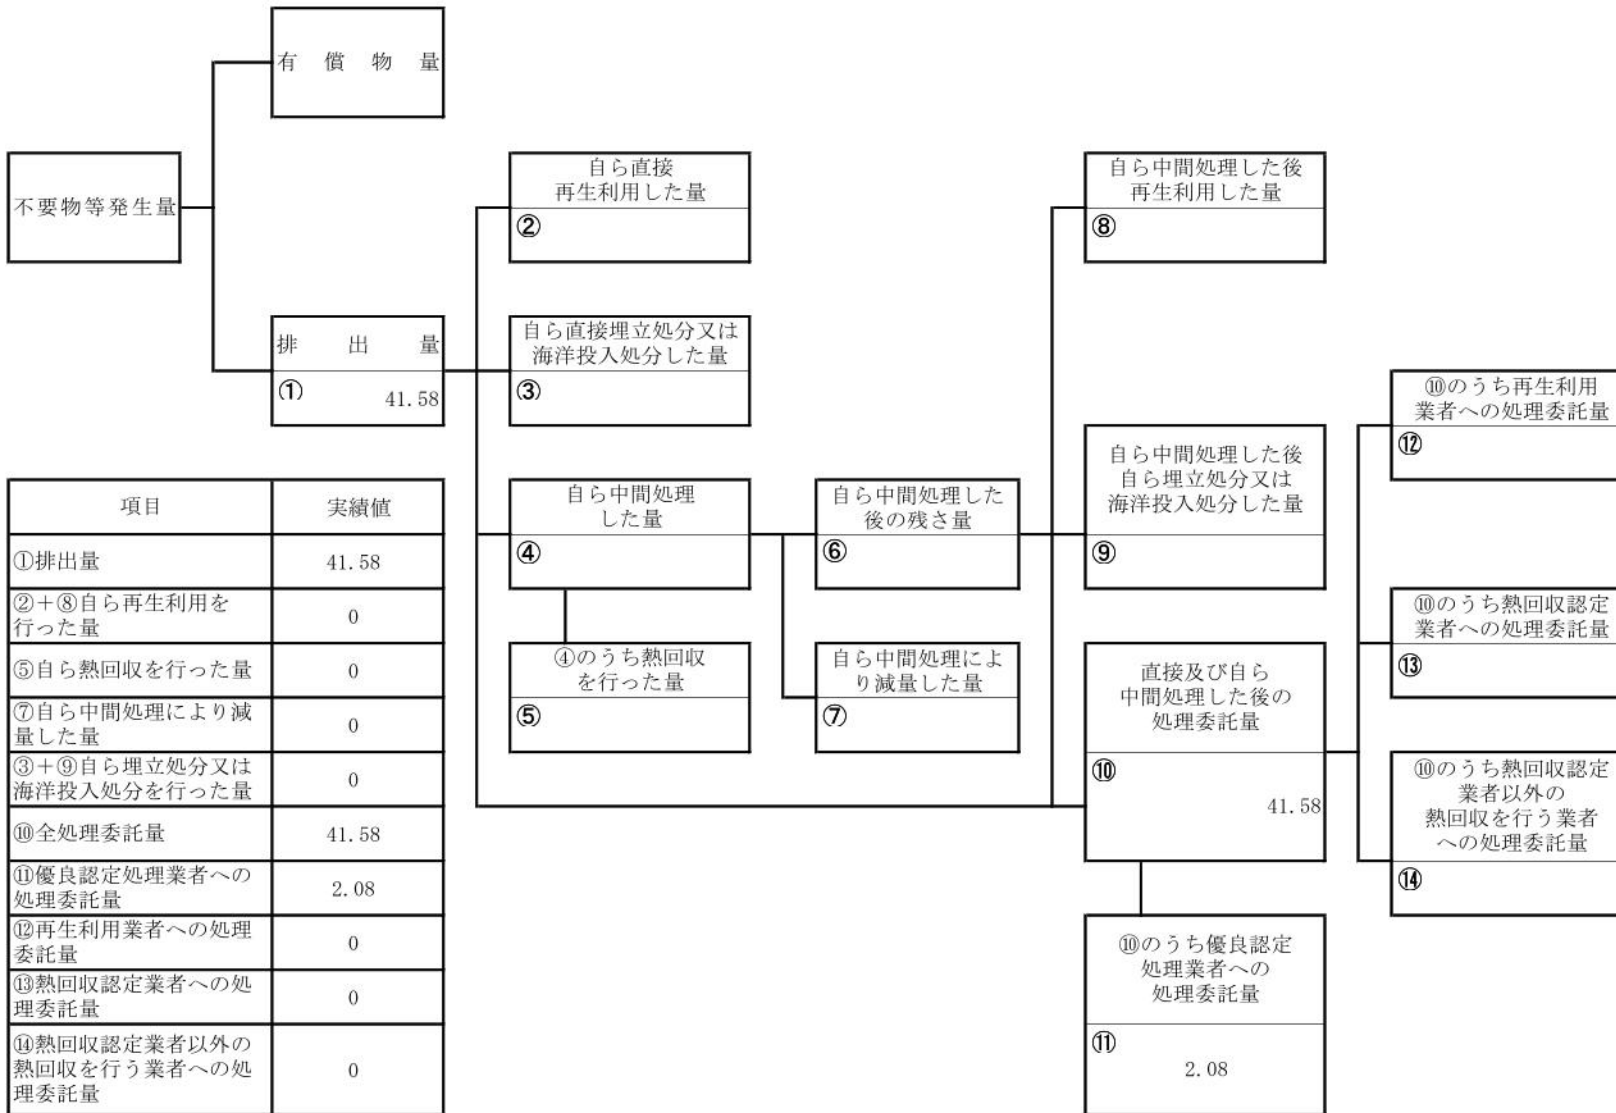 有償物量
不要物等発生量
排出量
① 41.58
自ら直接
再生利用した量
②
自ら直接埋立処分又は
海洋投入処分した量
③
自ら中間処理
した量
④
④のうち熱回収
を行った量
⑤
自ら中間処理した
後の残さ量
⑥
自ら中間処理によ
り減量した量
⑦
自ら中間処理した後
再生利用した量
⑧
自ら中間処理した後
自ら埋立処分又は
海洋投入処分した量
⑨
直接及び自ら
中間処理した後の
処理委託量
⑩
41.58
⑩のうち優良認定
処理業者への
処理委託量
⑪
2.08
⑩のうち再生利用
業者への処理委託量
⑫
⑩のうち熱回収認定
業者への処理委託量
⑬
⑩のうち熱回収認定
業者以外の
熱回収を行う業者
への処理委託量
⑭
項目 実績値
①排出量 41.58
②＋⑧自ら再生利用を
行った量 0
⑤自ら熱回収を行った量 0
⑦自ら中間処理により減
量した量 0
③＋⑨自ら埋立処分又は
海洋投入処分を行った量 0
⑩全処理委託量 41.58
⑪優良認定処理業者への
処理委託量 2.08
⑫再生利用業者への処理
委託量 0
⑬熱回収認定業者への処
理委託量 0
⑭熱回収認定業者以外の
熱回収を行う業者への処
理委託量 0